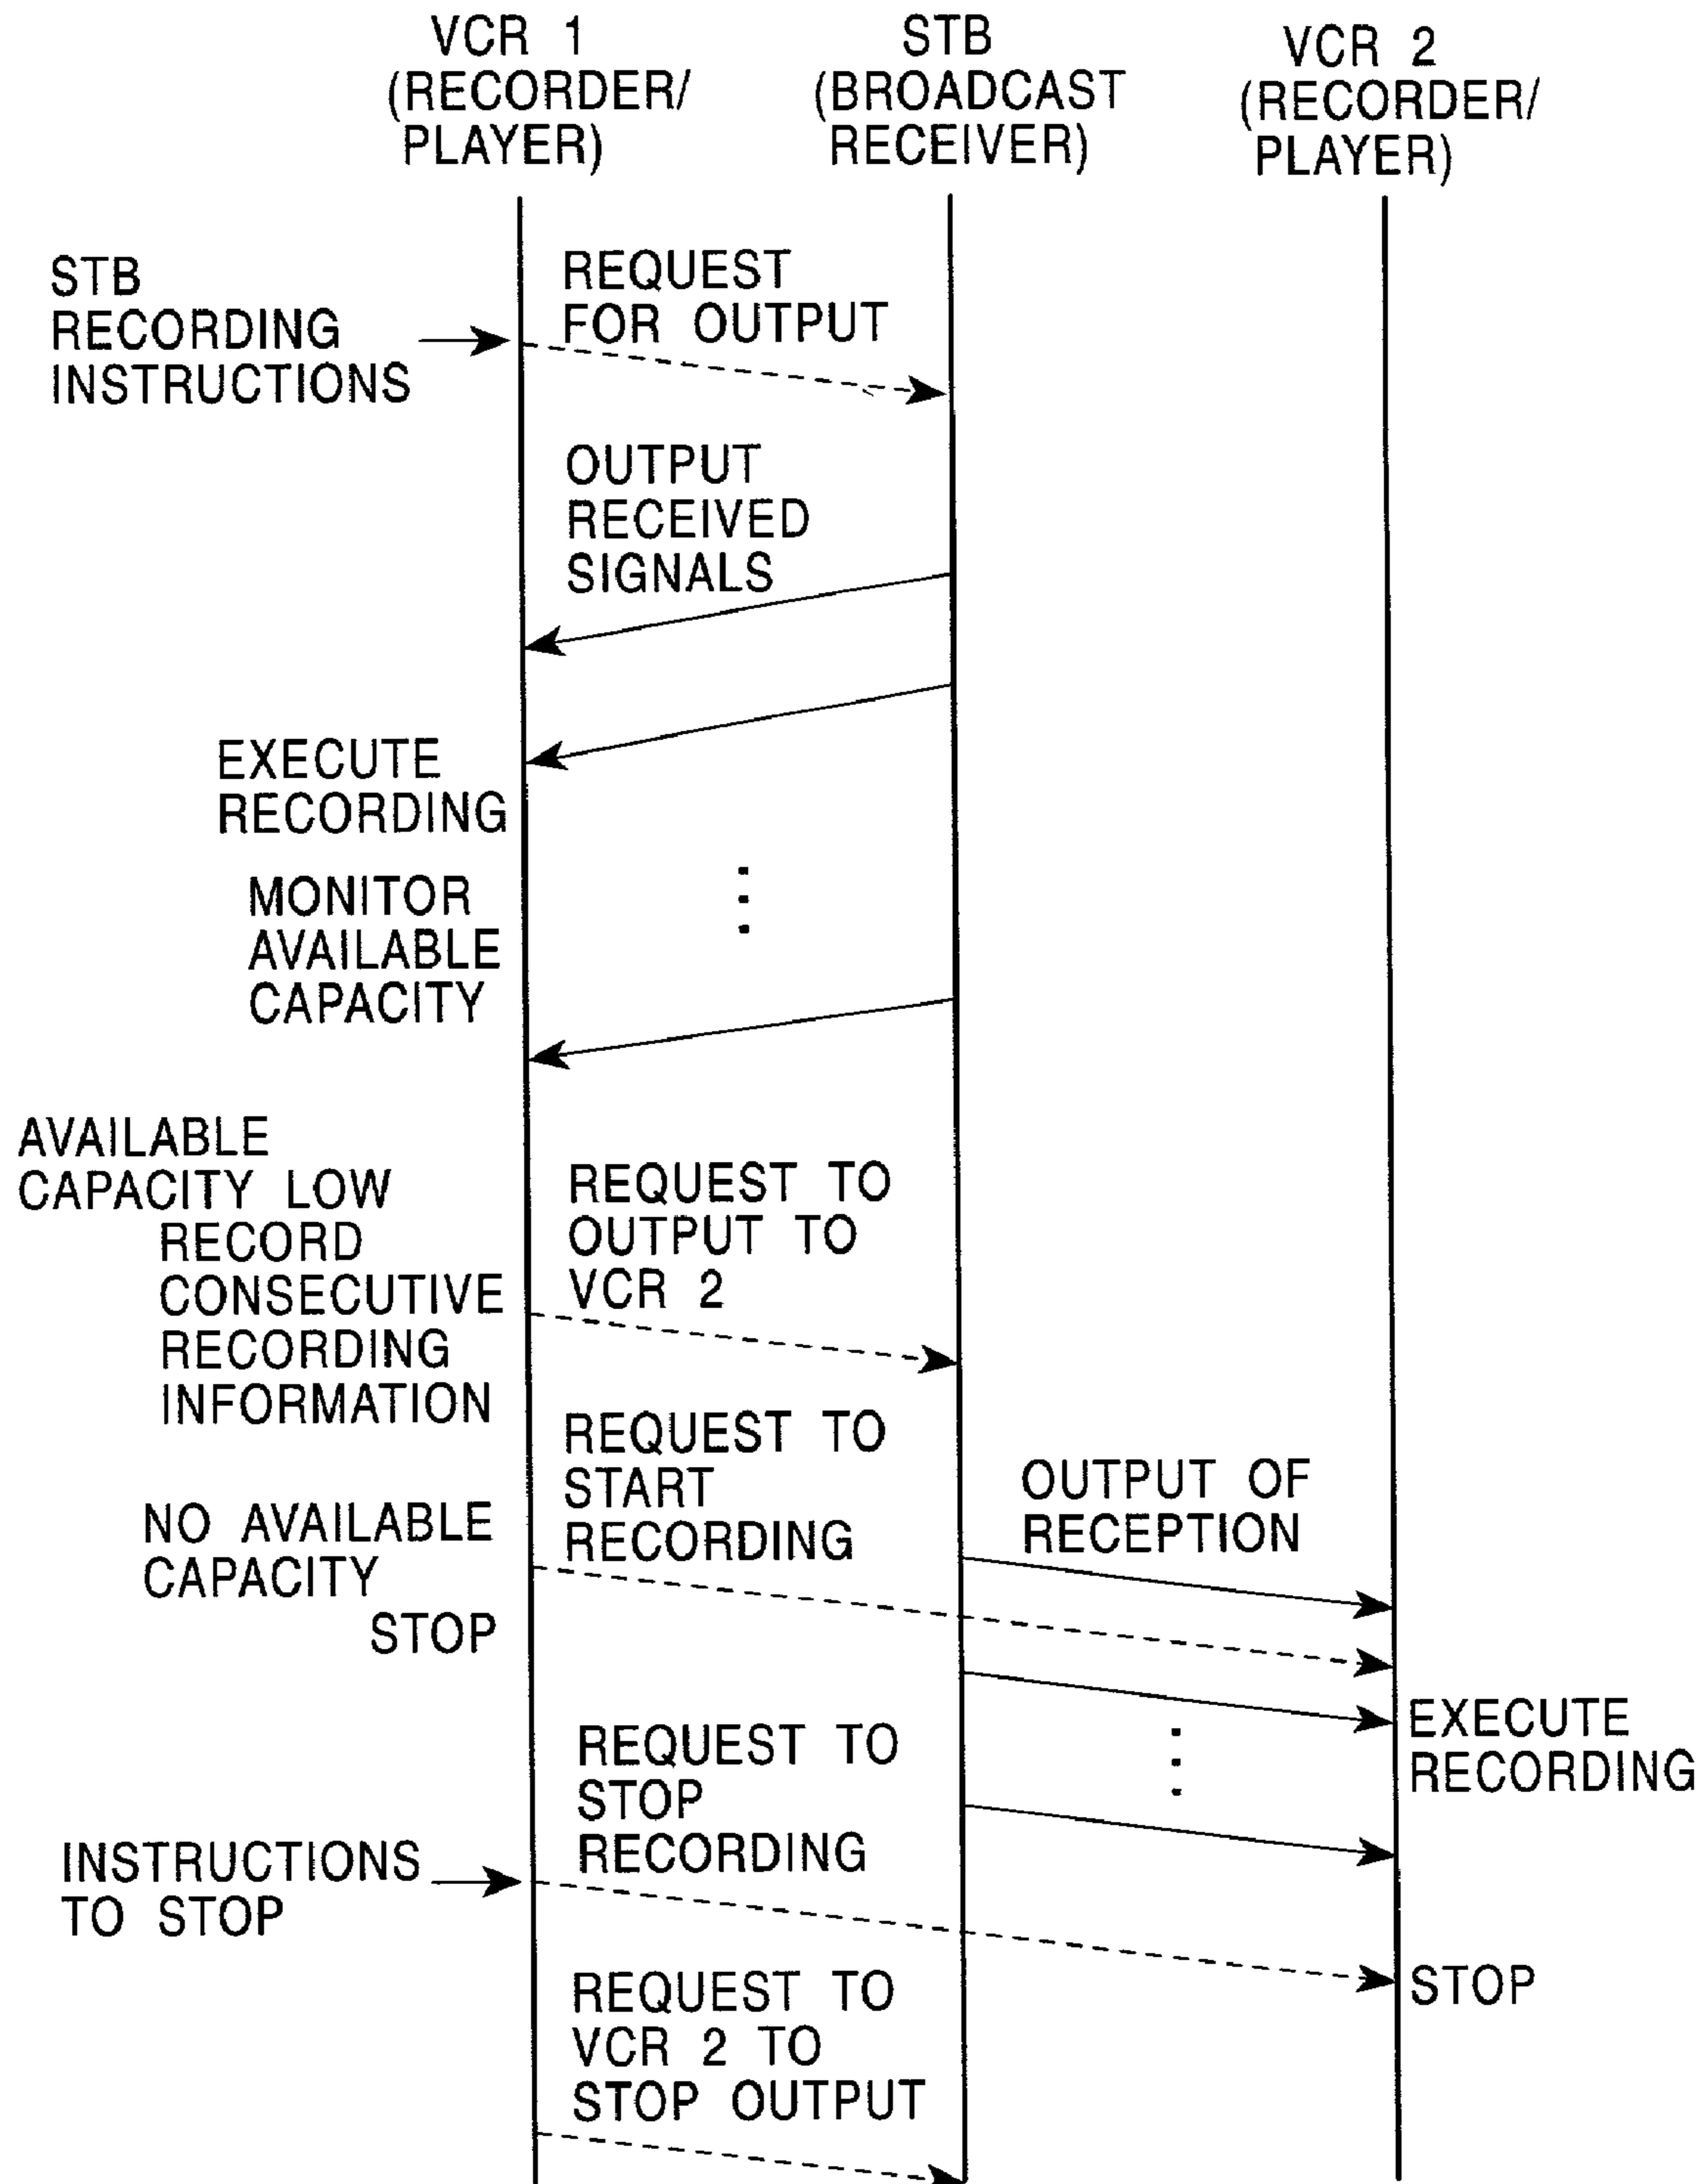 VCR 1
(RECORDER/
PLAYER)
STB
(BROADCAST
RECEIVER)
VCR 2
(RECORDER/
PLAYER)
STB
RECORDING
INSTRUCTIONS
REQUEST
FOR OUTPUT
OUTPUT
RECEIVED
SIGNALS
EXECUTE
RECORDING
MONITOR
AVAILABLE
CAPACITY
AVAILABLE
CAPACITY LOW
RECORD
CONSECUTIVE
RECORDING
INFORMATION
REQUEST TO
OUTPUT TO
VCR 2
REQUEST TO
START
RECORDING
OUTPUT OF
RECEPTION
NO AVAILABLE
CAPACITY
STOP
EXECUTE
RECORDING
REQUEST TO
STOP
RECORDING
INSTRUCTIONS
TO STOP
STOP
REQUEST TO
VCR 2 TO
STOP OUTPUT